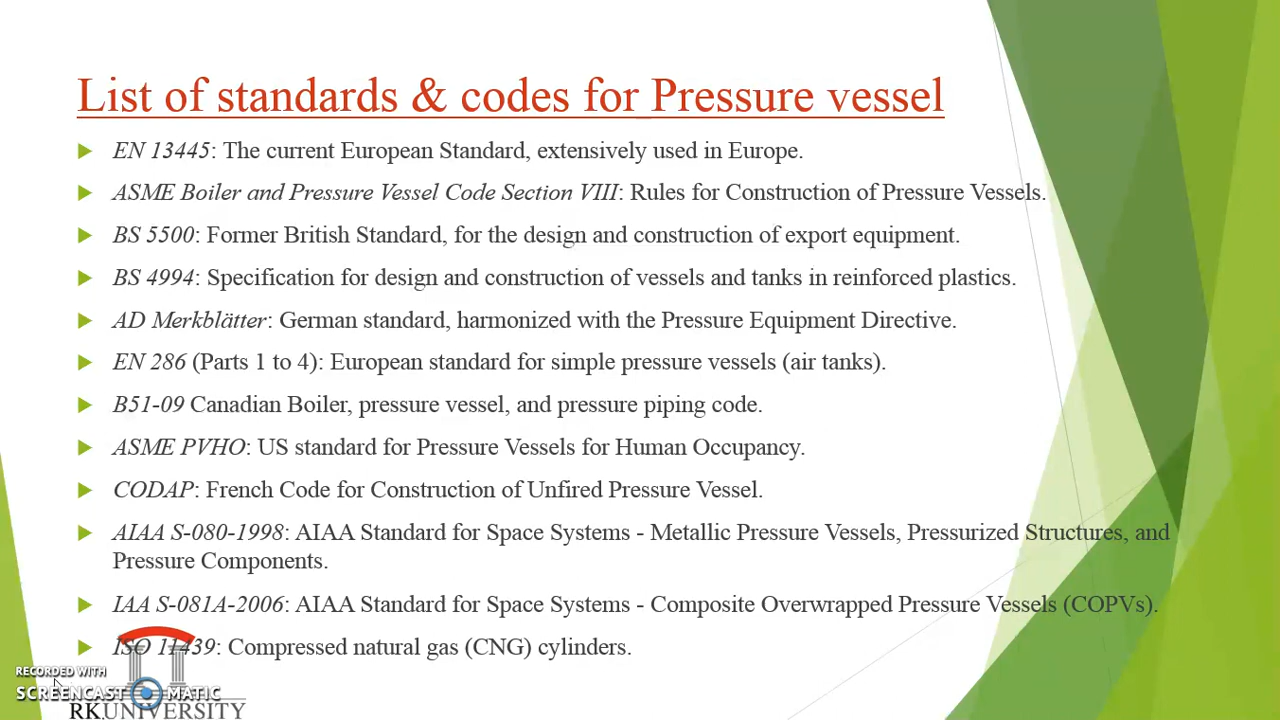 List of standards & codes for Pressure vessel
EN 13445: The current European Standard, extensively used in Europe.
ASME Boiler and Pressure Vessel Code Section VIII: Rules for Construction of Pressure Vessels.
BS 5500: Former British Standard, for the design and construction of export equipment.
BS 4994: Specification for design and construction of vessels and tanks in reinforced plastics.
AD Merkblätter: German standard, harmonized with the Pressure Equipment Directive.
EN 286 (Parts 1 to 4): European standard for simple pressure vessels (air tanks).
B51-09 Canadian Boiler, pressure vessel, and pressure piping code.
ASME PVHO: US standard for Pressure Vessels for Human Occupancy.
CODAP: French Code for Construction of Unfired Pressure Vessel.
AIAA S-080-1998: AIAA Standard for Space Systems - Metallic Pressure Vessels, Pressurized Structures, and
Pressure Components.
IAA S-081A-2006: AIAA Standard for Space Systems - Composite Overwrapped Pressure Vessels (COPVs).
ISO 11439: Compressed natural gas (CNG) cylinders.
RECORDED WITH
SCREENCAST MATIC
RK.UNIVERSITY